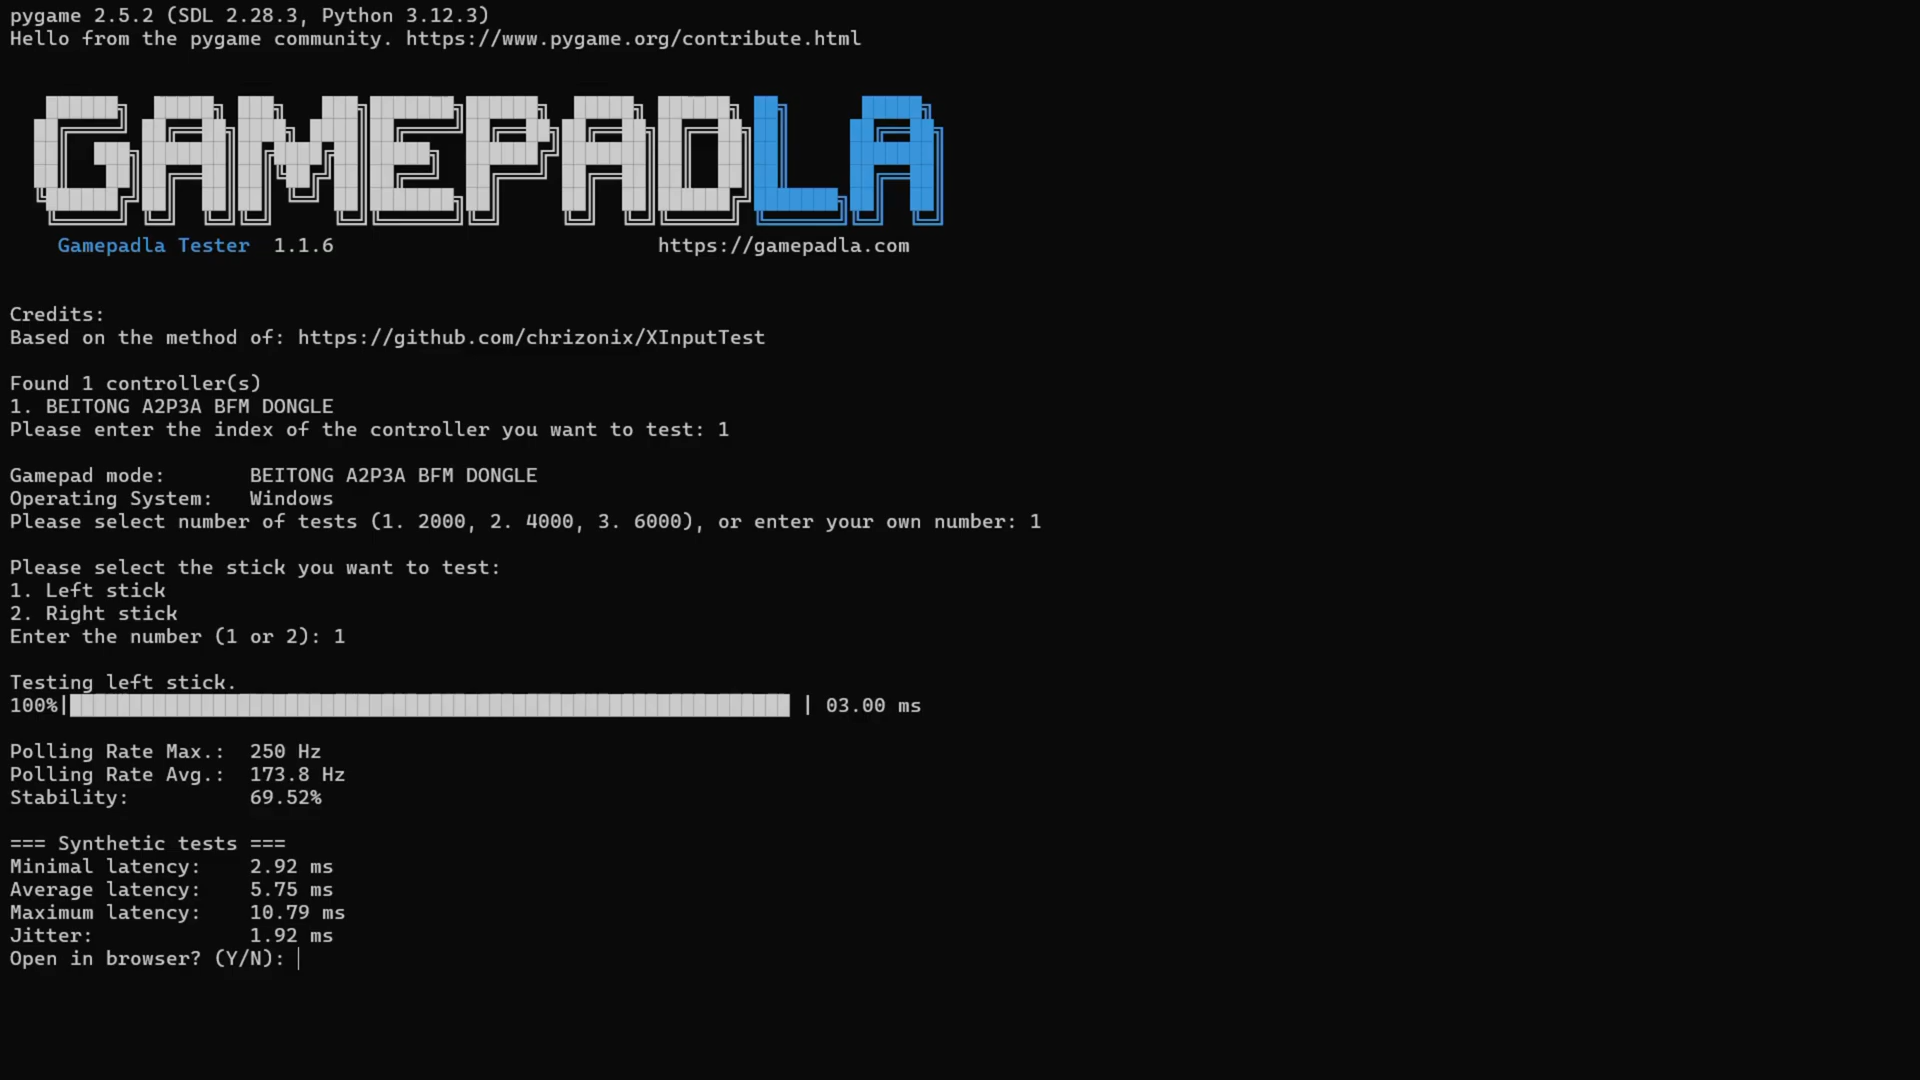 pygame 2.5.2 (SDL 2.28.3, Python 3.12.3)
Hello from the pygame community. https://www.pygame.org/contribute.html
GAMEPADLA
Gamepadla Tester 1.1.6 https://gamepadla.com
Credits:
Based on the method of: https://github.com/chrizonix/XInputTest
Found 1 controller(s)
1. BEITONG A2P3A BFM DONGLE
Please enter the index of the controller you want to test: 1
Gamepad mode: BEITONG A2P3A BFM DONGLE
Operating System: Windows
Please select number of tests (1. 2000, 2. 4000, 3. 6000), or enter your own number: 1
Please select the stick you want to test:
1. Left stick
2. Right stick
Enter the number (1 or 2): 1
Testing left stick.
100%| | 03.00 ms
Polling Rate Max.: 250 Hz
Polling Rate Avg.: 173.8 Hz
Stability: 69.52%
=== Synthetic tests ===
Minimal latency: 2.92 ms
Average latency: 5.75 ms
Maximum latency: 10.79 ms
Jitter: 1.92 ms
Open in browser? (Y/N):